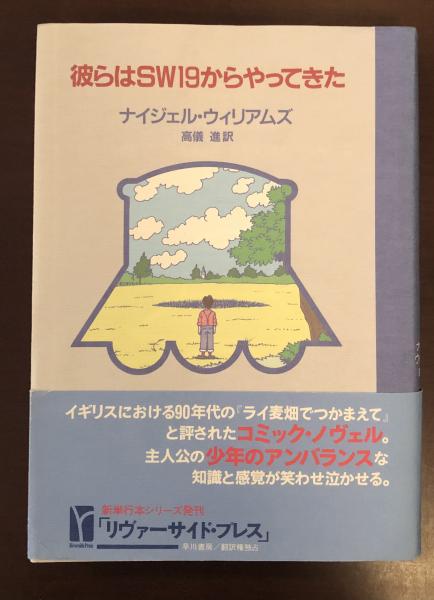 彼らはSW19からやってきた
ナイジェル・ウィリアムズ
高儀 進 訳
イギリスにおける90年代の『ライ麦畑でつかまえて』
と評されたコミック・ノヴェル。
主人公の少年のアンバランスな
知識と感覚が笑わせ泣かせる。
新単行本シリーズ発刊
「リヴァーサイド・プレス」
早川書房/翻訳権独占
Riverside Press